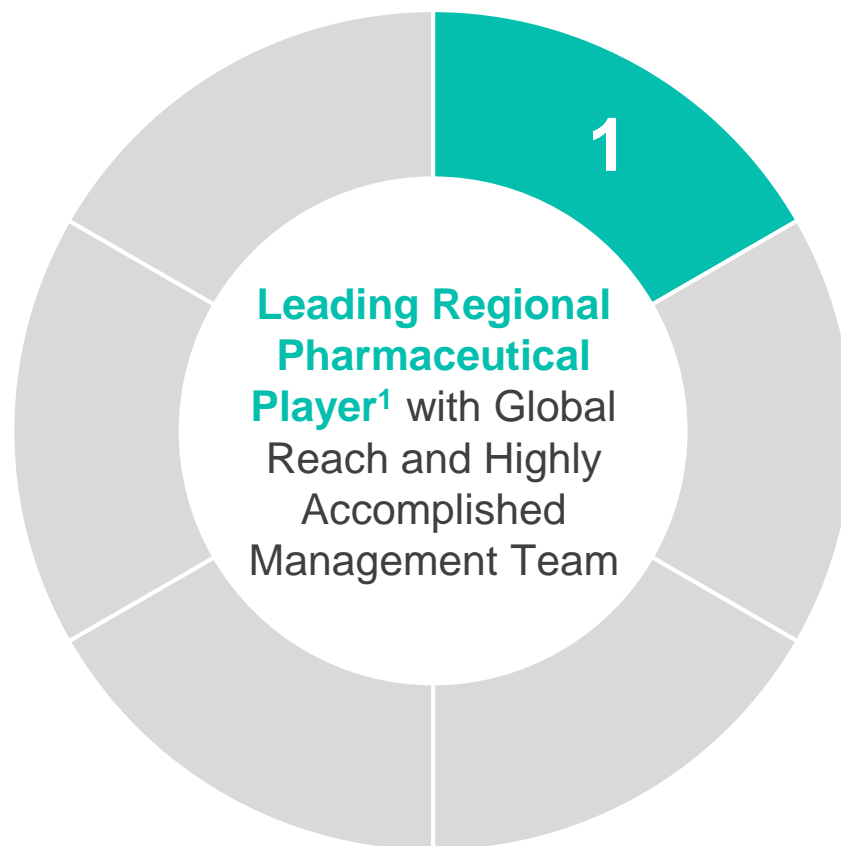 1
Leading Regional
Pharmaceutical
Player¹ with Global
Reach and Highly
Accomplished
Management Team